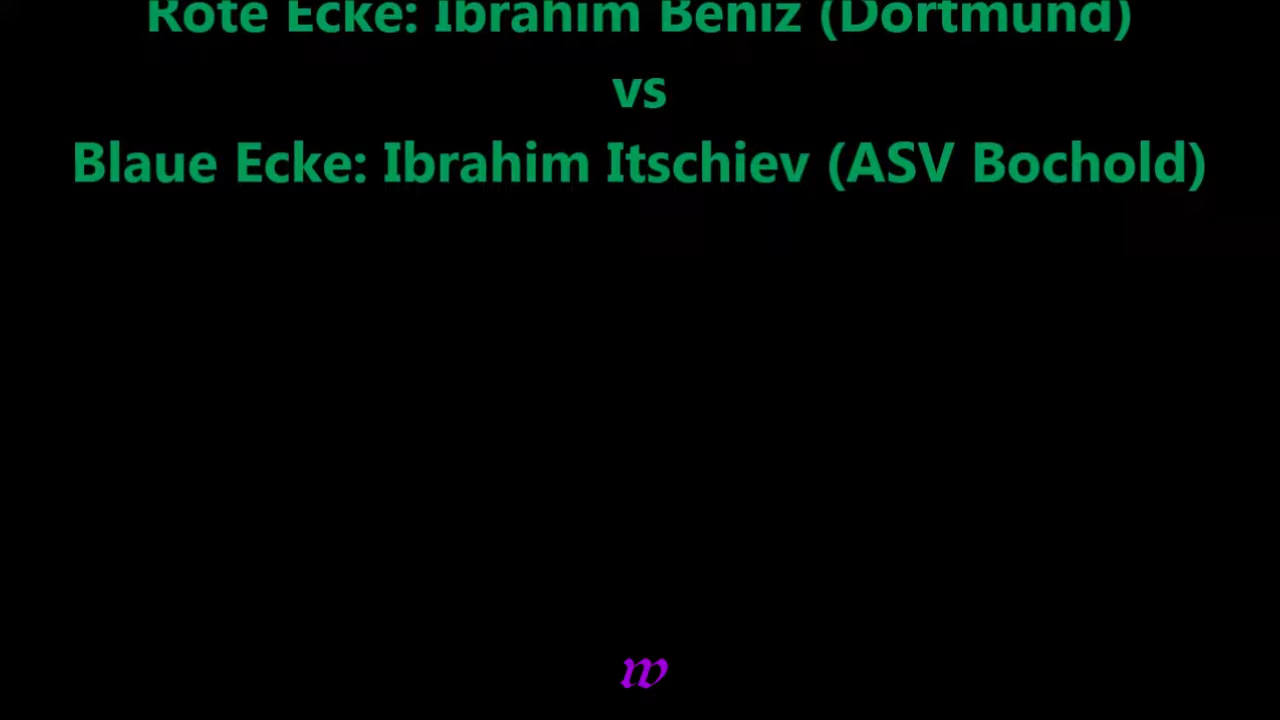 Rote Ecke: Ibrahim Beniz (Dortmund)
vs
Blaue Ecke: Ibrahim Itschiev (ASV Bochold)
w